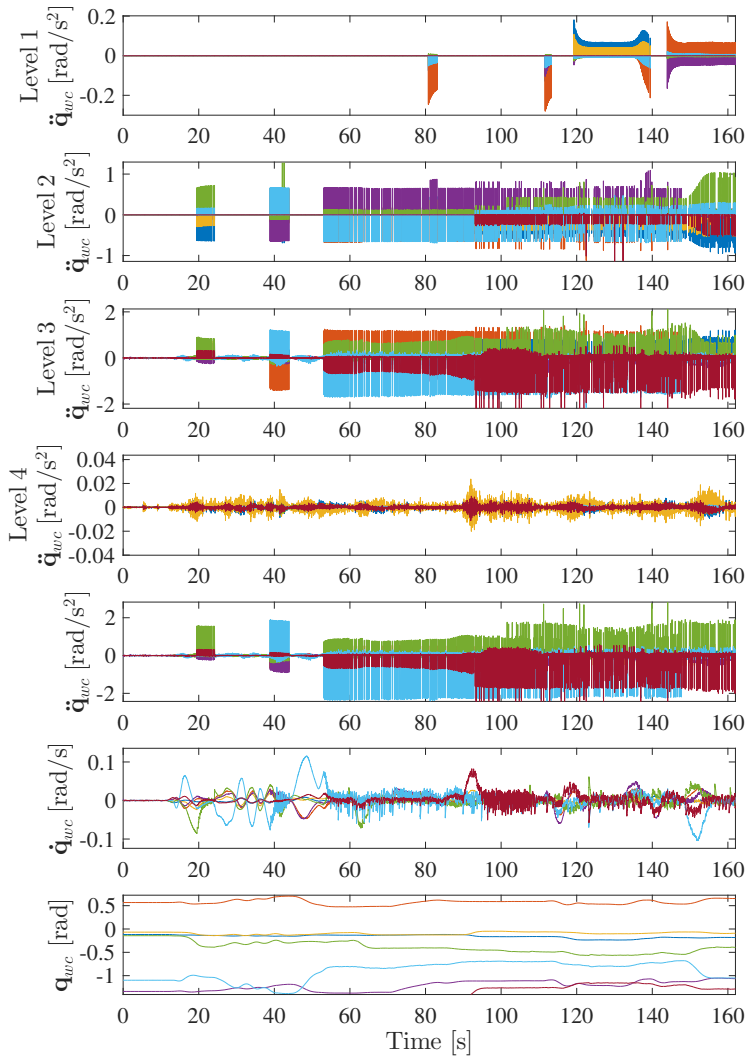 Level 1
q̈wc [rad/s²]
0.2
0
-0.2
0 20 40 60 80 100 120 140 160
Level 2
q̈wc [rad/s²]
1
0
-1
0 20 40 60 80 100 120 140 160
Level 3
q̈wc [rad/s²]
2
0
-2
0 20 40 60 80 100 120 140 160
Level 4
q̈wc [rad/s²]
0.04
0.02
0
-0.02
-0.04
0 20 40 60 80 100 120 140 160
q̈wc [rad/s²]
2
0
-2
0 20 40 60 80 100 120 140 160
q̇wc [rad/s]
0.1
0
-0.1
0 20 40 60 80 100 120 140 160
qwc [rad]
0.5
0
-0.5
-1
0 20 40 60 80 100 120 140 160
Time [s]